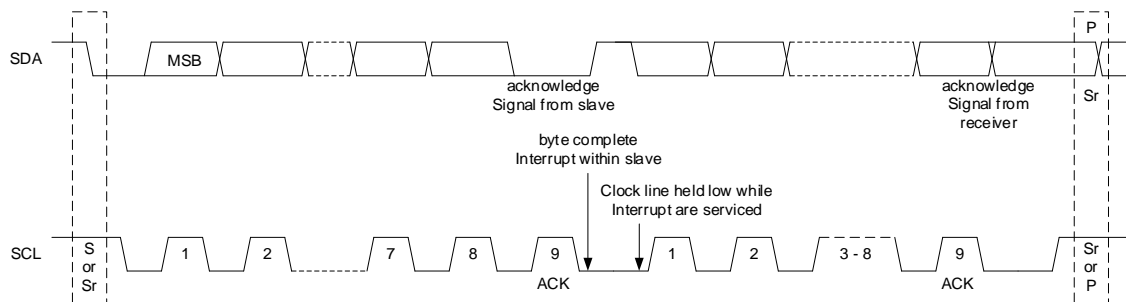 P
SDA
MSB
acknowledge
Signal from slave
acknowledge
Signal from
receiver
Sr
byte complete
Interrupt within slave
Clock line held low while
Interrupt are serviced
SCL
S
or
Sr
1
2
7
8
9
1
2
3 - 8
9
Sr
or
P
ACK
ACK